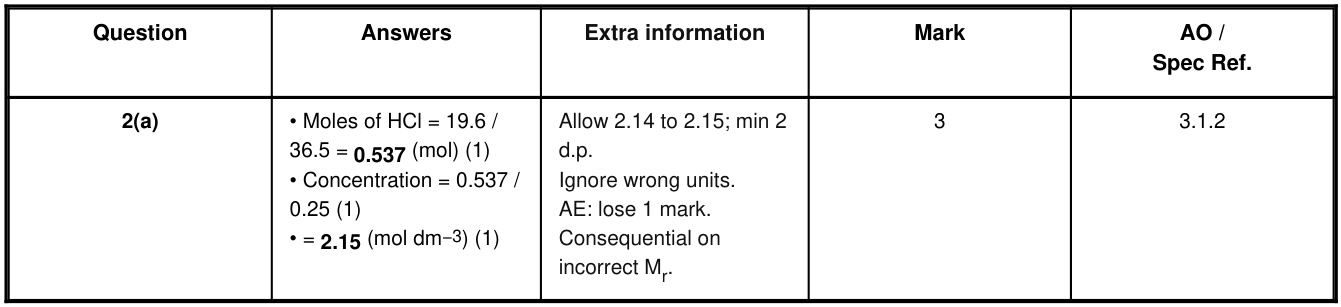 Question Answers Extra information Mark AO /
Spec Ref.
2(a)
• Moles of HCl = 19.6 /
36.5 = 0.537 (mol) (1)
• Concentration = 0.537 /
0.25 (1)
• = 2.15 (mol dm⁻³) (1)
Allow 2.14 to 2.15; min 2
d.p.
Ignore wrong units.
AE: lose 1 mark.
Consequential on
incorrect Mᵣ.
3
3.1.2